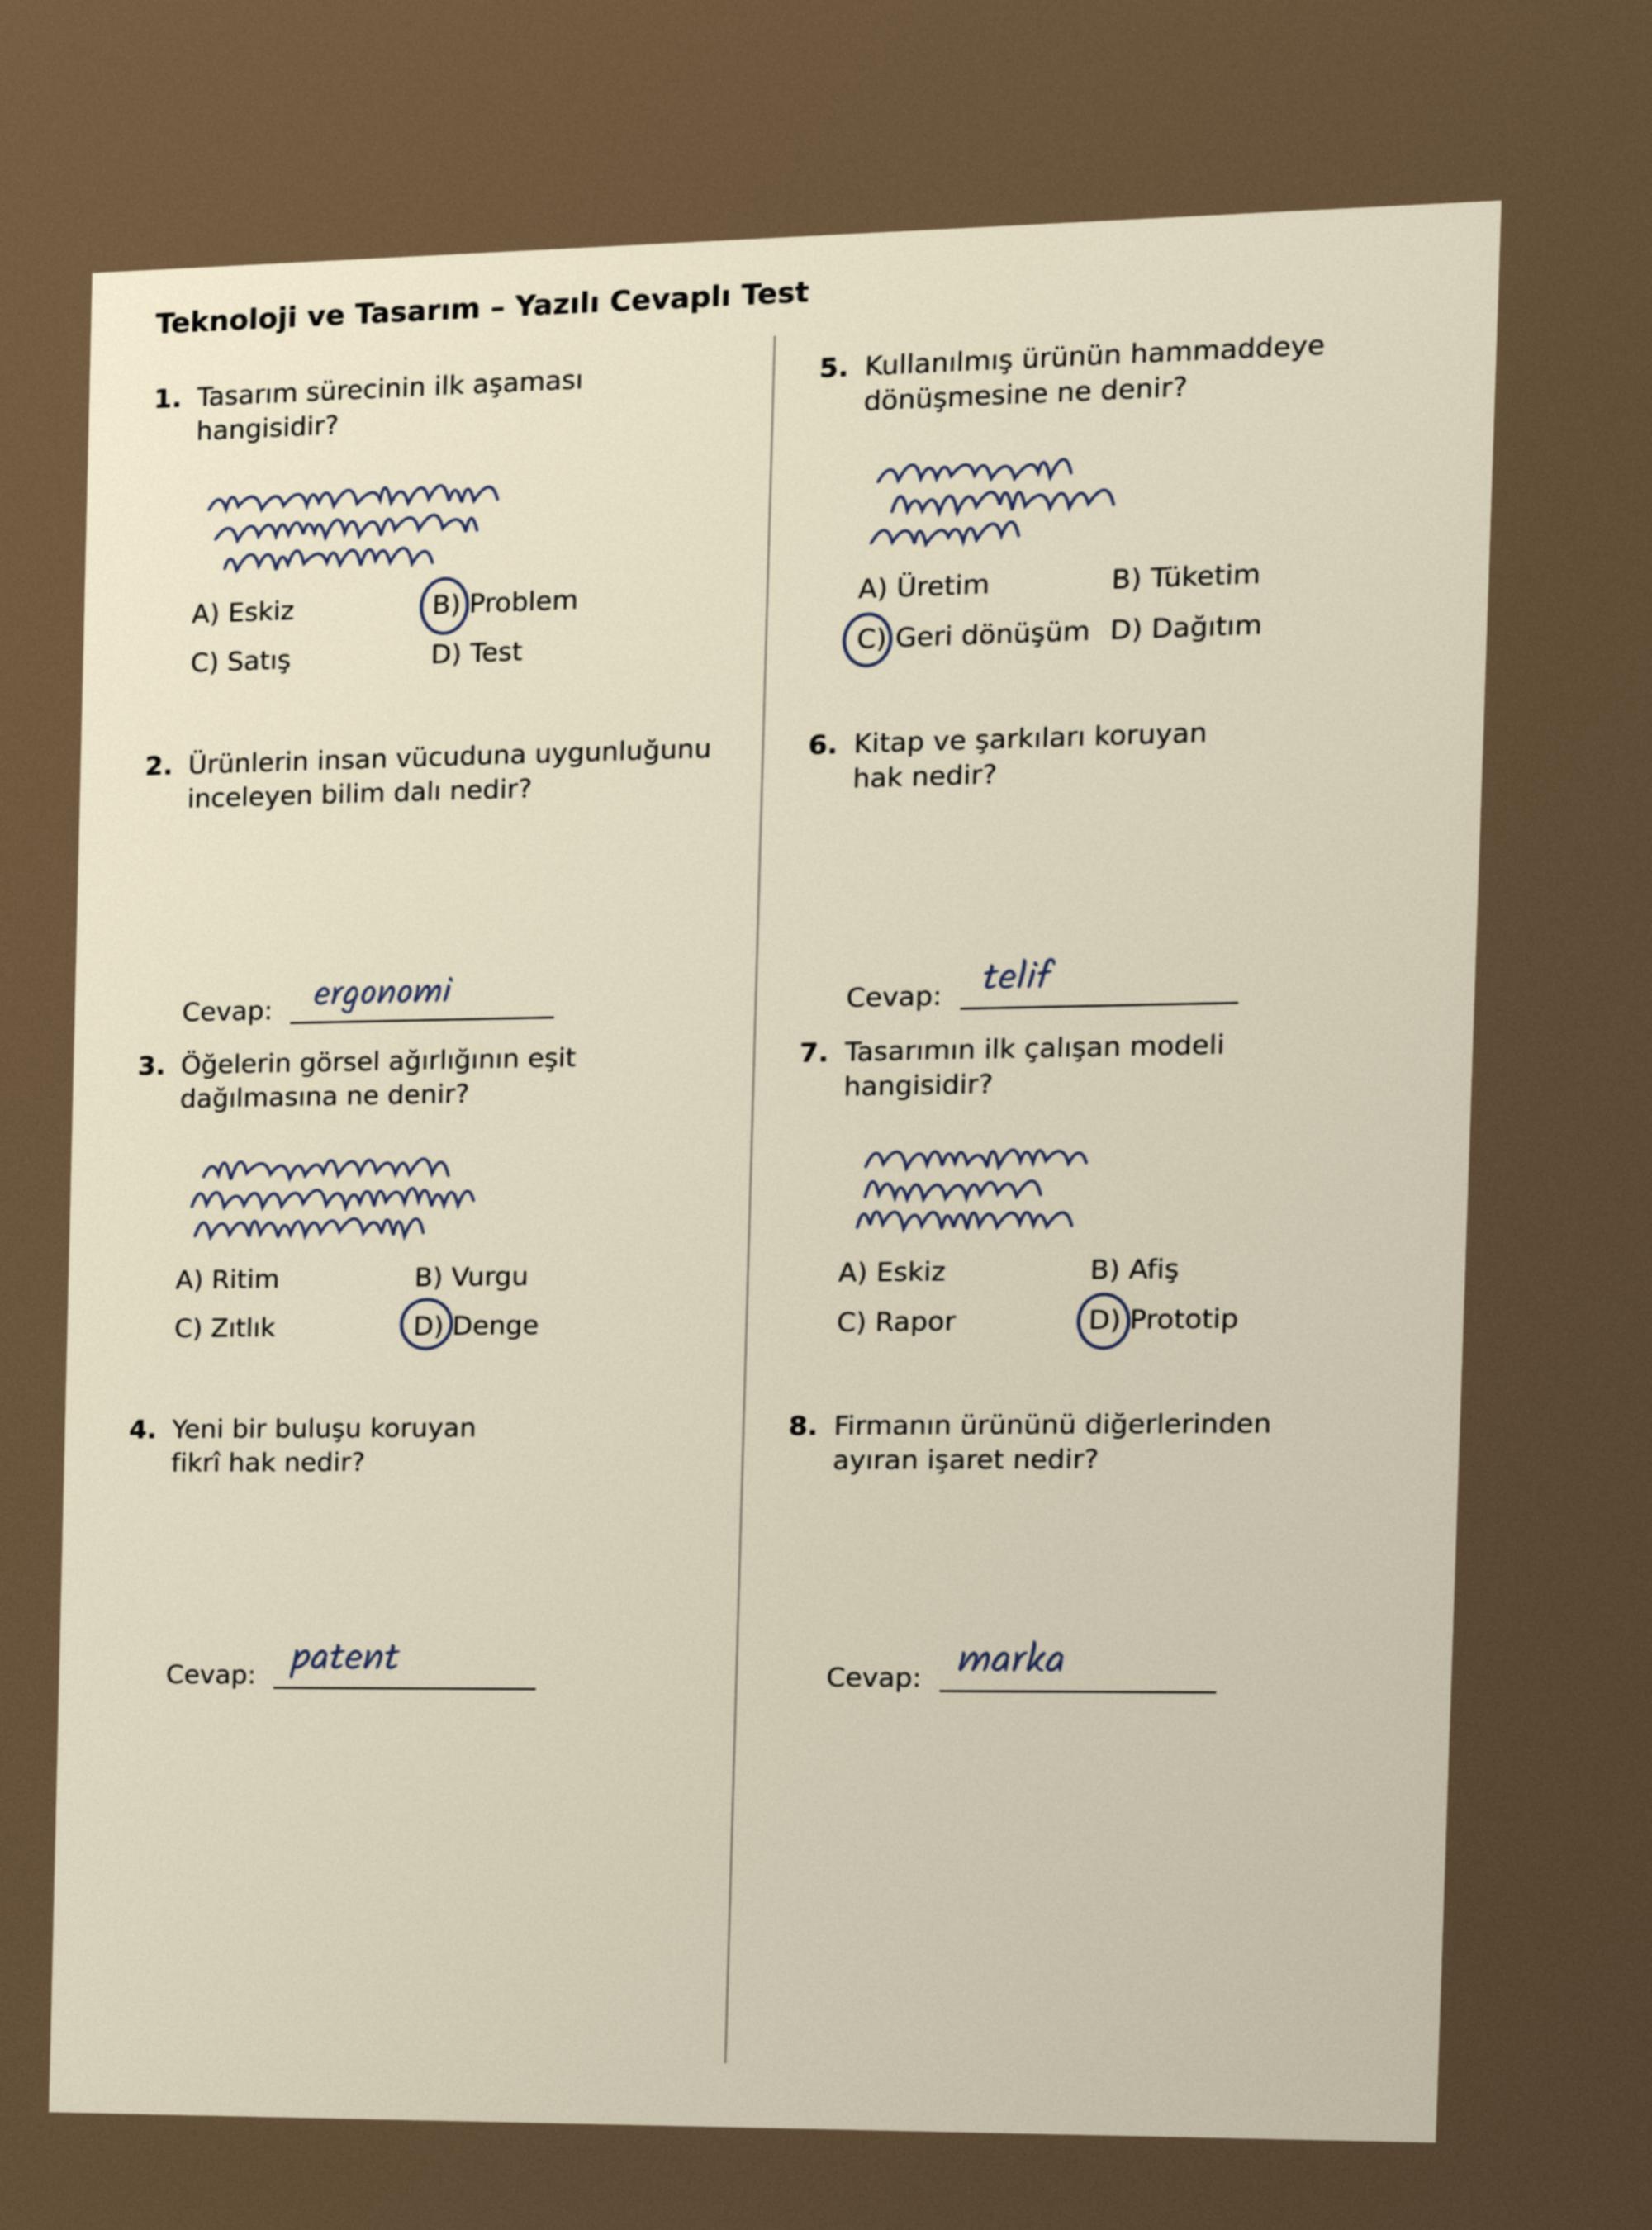 Teknoloji ve Tasarım – Yazılı Cevaplı Test
1. Tasarım sürecinin ilk aşaması
hangisidir?
A) Eskiz B) Problem
C) Satış D) Test
2. Ürünlerin insan vücuduna uygunluğunu
inceleyen bilim dalı nedir?
Cevap: ergonomi
3. Öğelerin görsel ağırlığının eşit
dağılmasına ne denir?
A) Ritim B) Vurgu
C) Zıtlık D) Denge
4. Yeni bir buluşu koruyan
fikrî hak nedir?
Cevap: patent
5. Kullanılmış ürünün hammaddeye
dönüşmesine ne denir?
A) Üretim B) Tüketim
C) Geri dönüşüm D) Dağıtım
6. Kitap ve şarkıları koruyan
hak nedir?
Cevap: telif
7. Tasarımın ilk çalışan modeli
hangisidir?
A) Eskiz B) Afiş
C) Rapor D) Prototip
8. Firmanın ürününü diğerlerinden
ayıran işaret nedir?
Cevap: marka